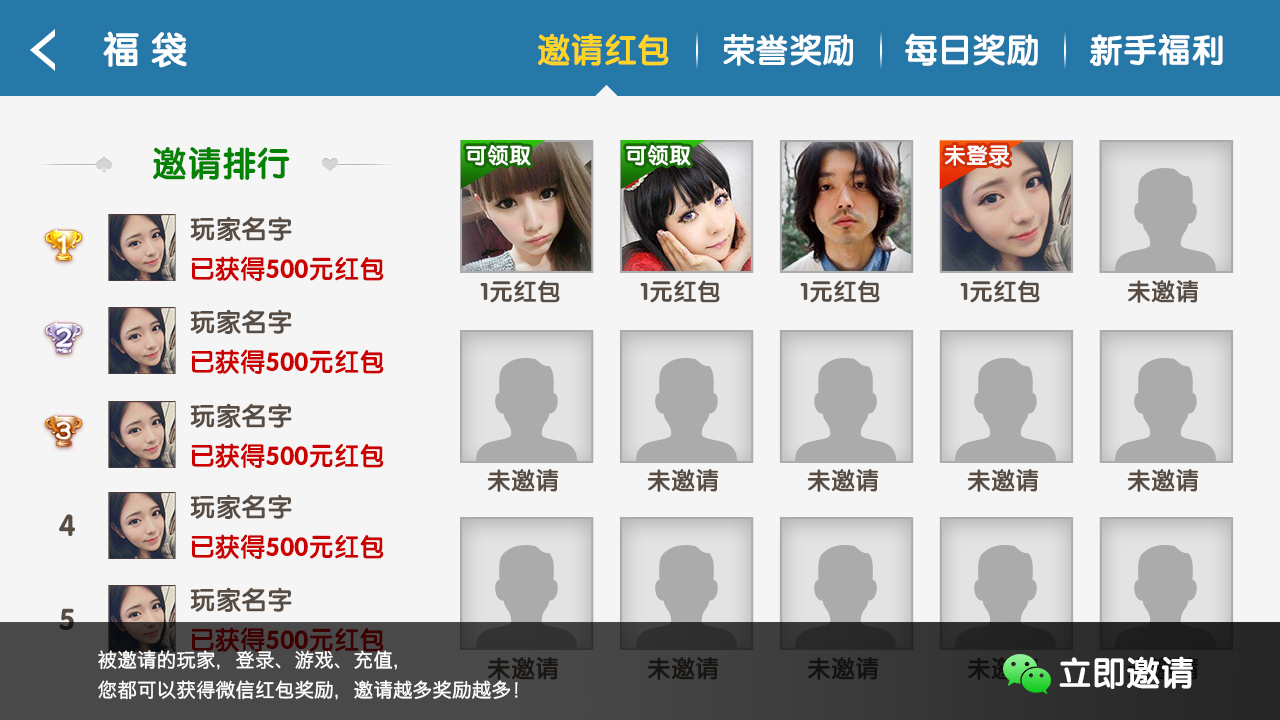 福 袋
邀请红包
荣誉奖励
每日奖励
新手福利
邀请排行
1
玩家名字
已获得500元红包
2
玩家名字
已获得500元红包
3
玩家名字
已获得500元红包
4
玩家名字
已获得500元红包
5
玩家名字
已获得500元红包
可领取
可领取
未登录
1元红包
1元红包
1元红包
1元红包
未邀请
未邀请
未邀请
未邀请
未邀请
未邀请
未邀请
未邀请
未邀请
未邀请
未邀请
被邀请的玩家，登录、游戏、充值，
您都可以获得微信红包奖励，邀请越多奖励越多！
立即邀请